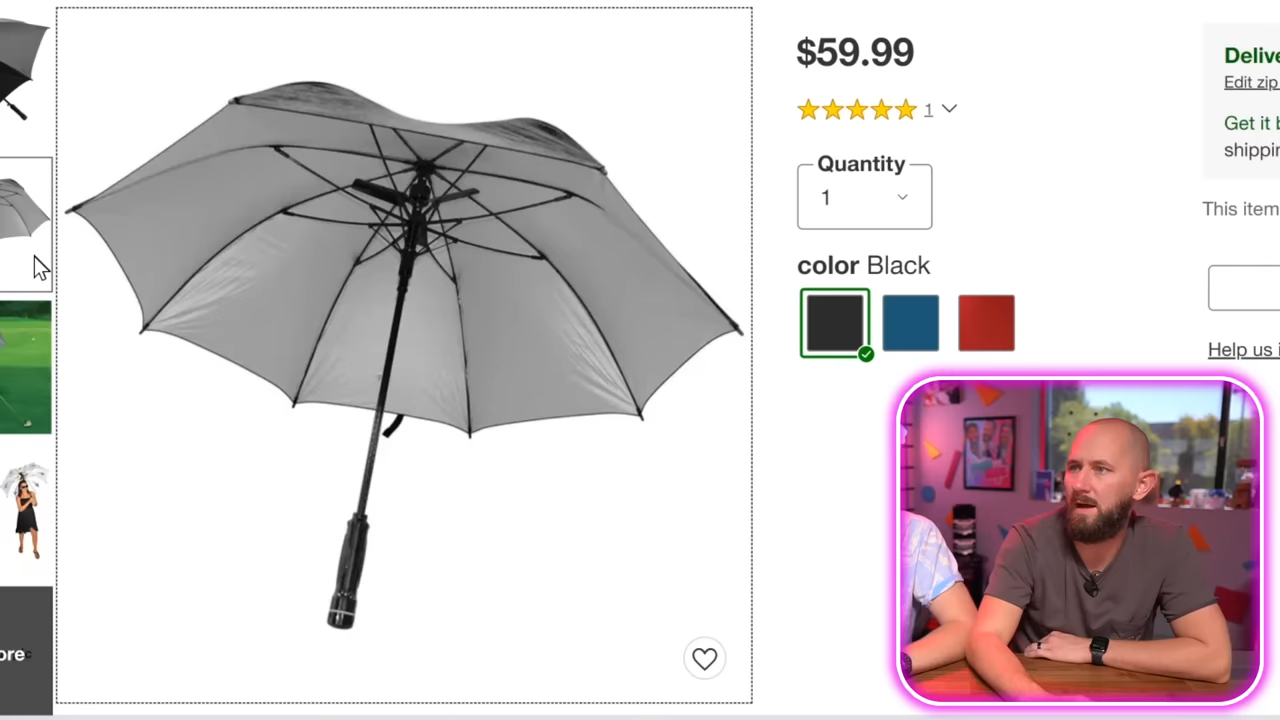 $59.99
1
Quantity
1
color Black
Delive
Edit zip
Get it b
shippin
This item
Help us i
ore